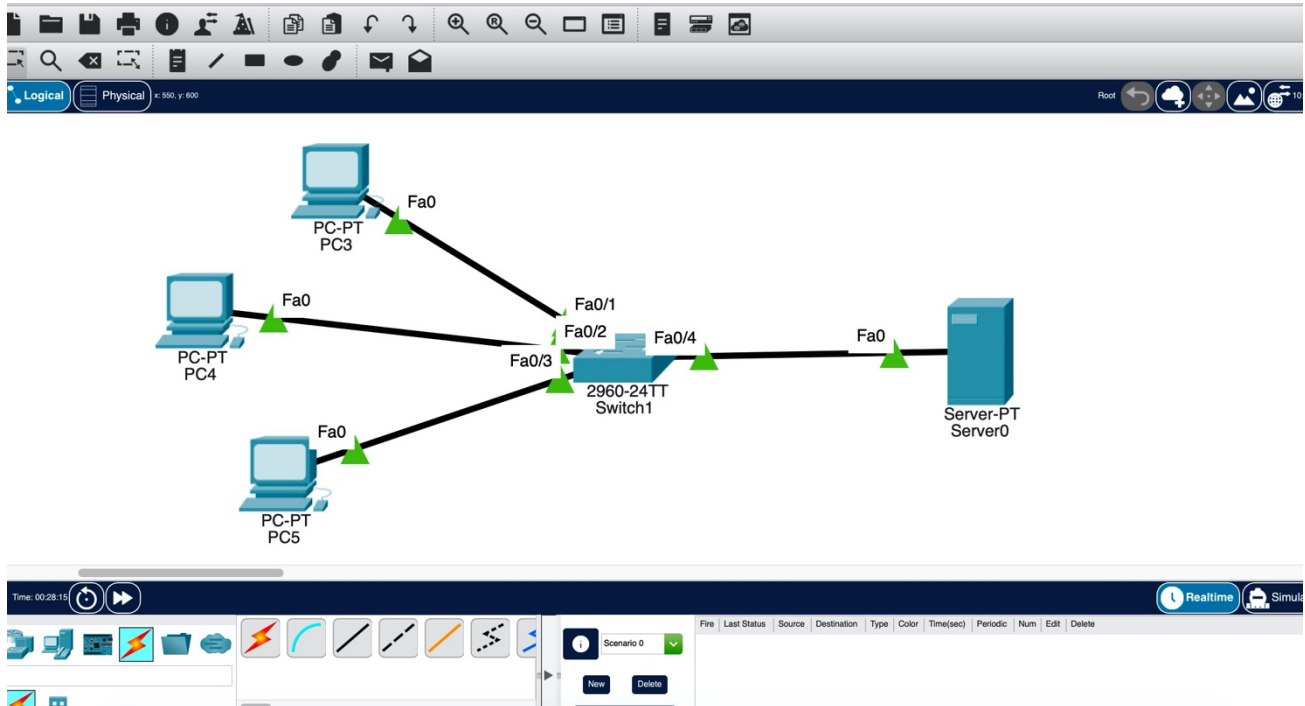 Logical
Physical
x: 550, y: 600
Root
10:
Fa0
PC-PT
PC3
Fa0/1
Fa0
Fa0/2
Fa0/4
Fa0
Fa0/3
PC-PT
PC4
2960-24TT
Switch1
Server-PT
Server0
Fa0
PC-PT
PC5
Time: 00:28:15
Realtime
Simula
Scenario 0
Fire Last Status Source Destination Type Color Time(sec) Periodic Num Edit Delete
New
Delete